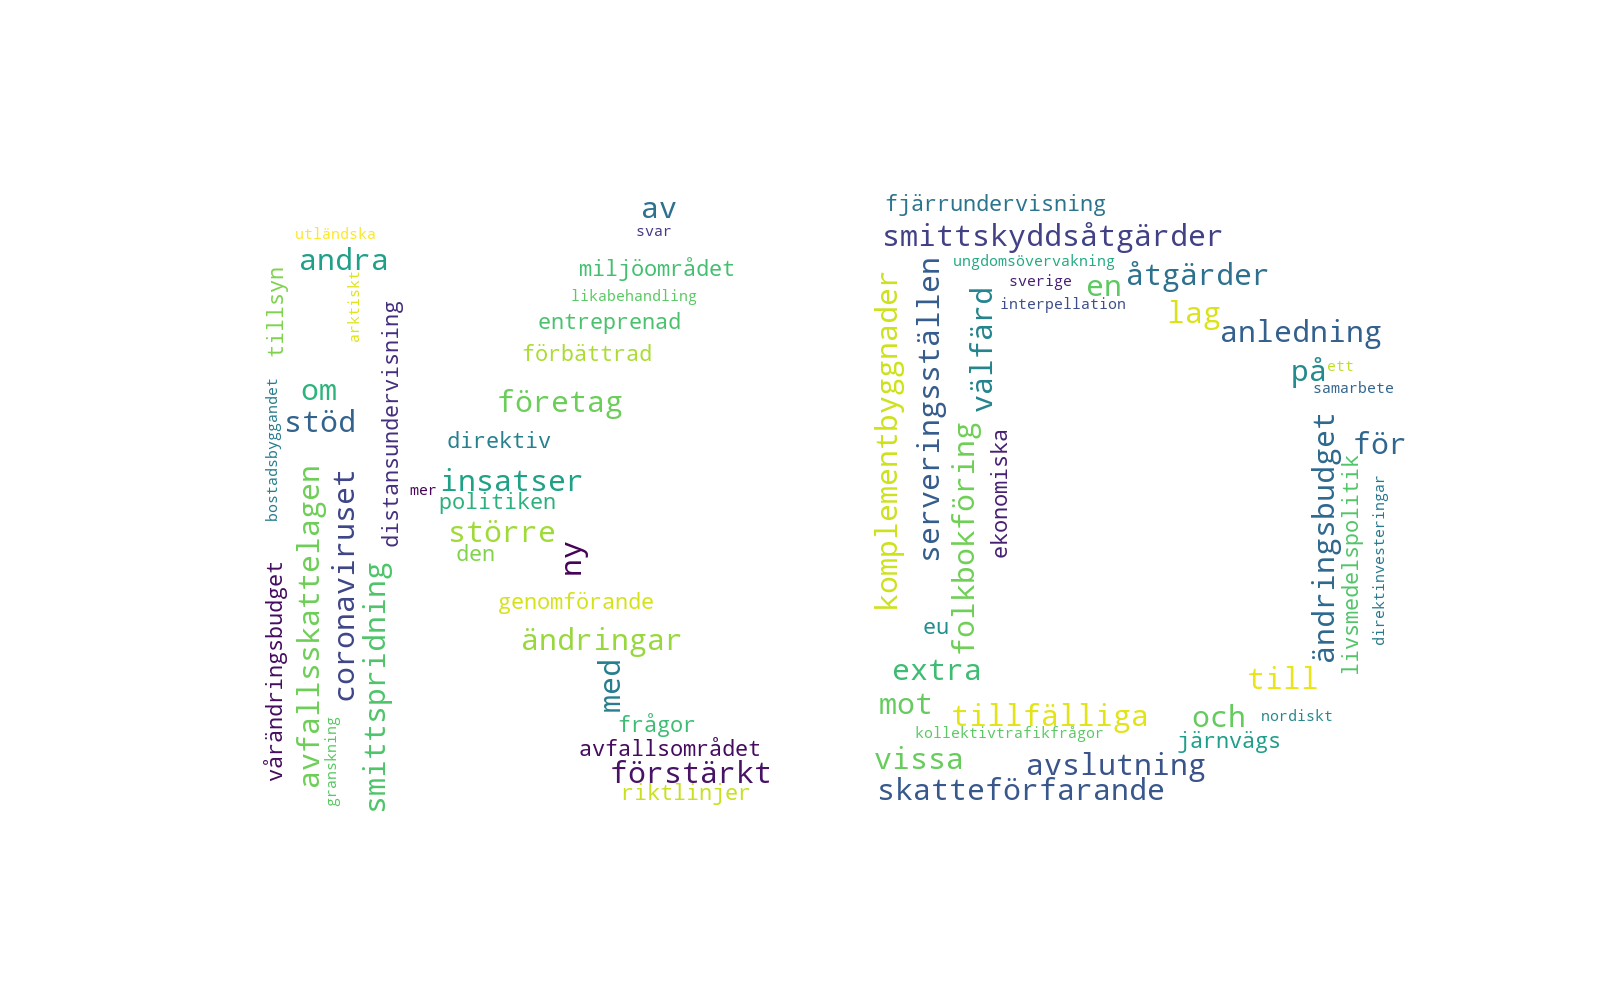 av
svar
utländska
andra
miljöområdet
tillsyn
arktiskt
likabehandling
distansundervisning
entreprenad
förbättrad
om
företag
bostadsbyggandet
stöd
direktiv
avfallsskattelagen
coronaviruset
insatser
mer
politiken
större
den
ny
vårändringsbudget
smittspridning
genomförande
ändringar
med
granskning
frågor
avfallsområdet
förstärkt
riktlinjer
fjärrundervisning
smittskyddsåtgärder
ungdomsövervakning
åtgärder
sverige
en
interpellation
komplementbyggnader
serveringsställen
välfärd
lag
anledning
på
ett
samarbete
folkbokföring
ekonomiska
ändringsbudget
för
livsmedelspolitik
direktinvesteringar
eu
extra
till
mot
tillfälliga
och
nordiskt
kollektivtrafikfrågor
järnvägs
vissa
avslutning
skatteförfarande